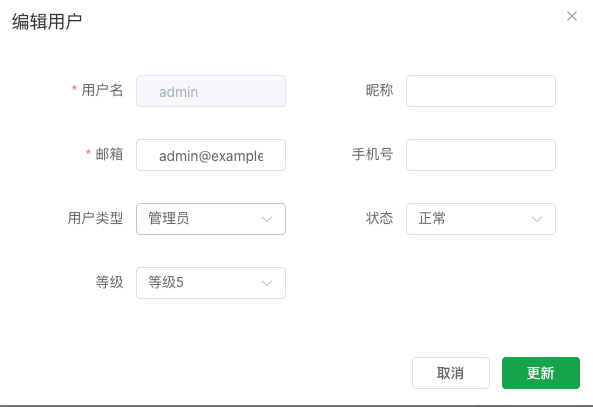 编辑用户
* 用户名 admin 昵称
* 邮箱 admin@example 手机号
用户类型 管理员 状态 正常
等级 等级5
取消 更新